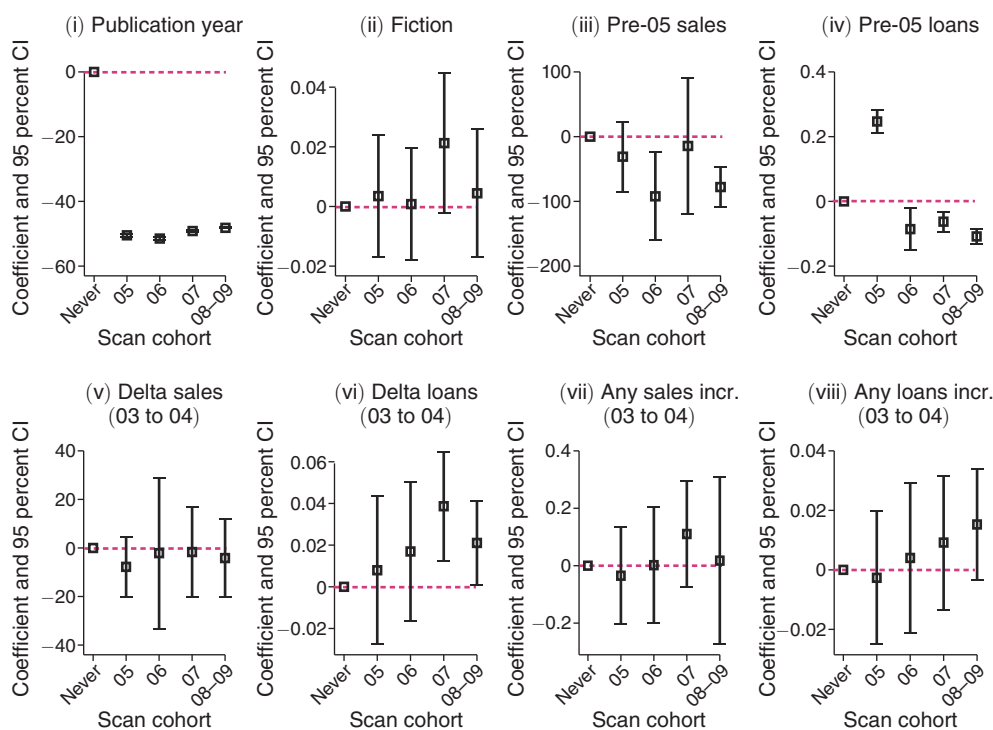 (i) Publication year
Coefficient and 95 percent CI
0
−20
−40
−60
Never
05
06
07
08–09
Scan cohort
(ii) Fiction
Coefficient and 95 percent CI
0.04
0.02
0
−0.02
Never
05
06
07
08–09
Scan cohort
(iii) Pre-05 sales
Coefficient and 95 percent CI
100
0
−100
−200
Never
05
06
07
08–09
Scan cohort
(iv) Pre-05 loans
Coefficient and 95 percent CI
0.4
0.2
0
−0.2
Never
05
06
07
08–09
Scan cohort
(v) Delta sales
(03 to 04)
Coefficient and 95 percent CI
40
20
0
−20
−40
Never
05
06
07
08–09
Scan cohort
(vi) Delta loans
(03 to 04)
Coefficient and 95 percent CI
0.06
0.04
0.02
0
−0.02
Never
05
06
07
08–09
Scan cohort
(vii) Any sales incr.
(03 to 04)
Coefficient and 95 percent CI
0.4
0.2
0
−0.2
Never
05
06
07
08–09
Scan cohort
(viii) Any loans incr.
(03 to 04)
Coefficient and 95 percent CI
0.04
0.02
0
−0.02
Never
05
06
07
08–09
Scan cohort